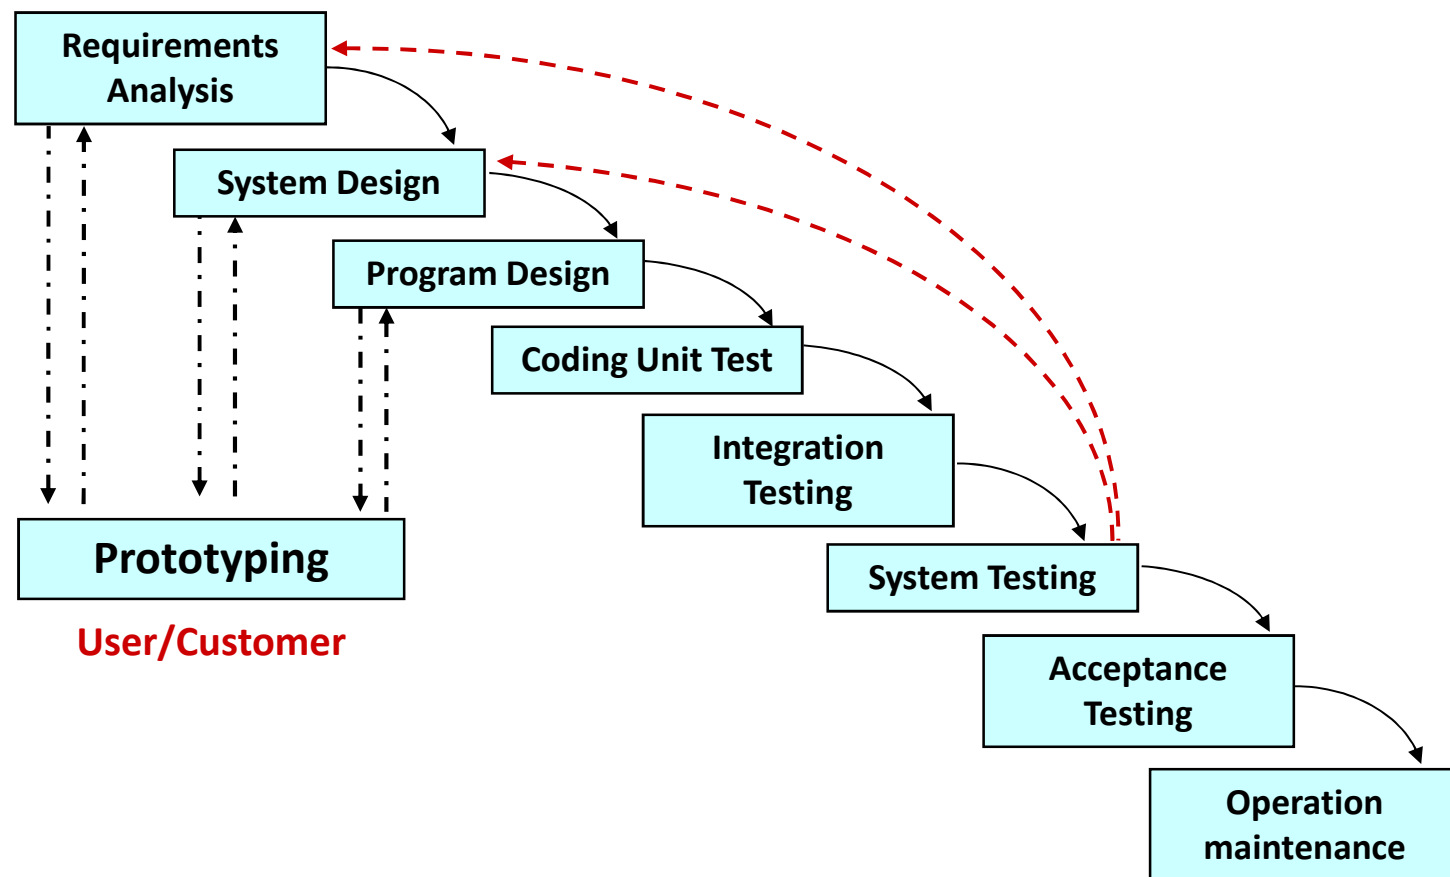 Requirements
Analysis
System Design
Program Design
Coding Unit Test
Integration
Testing
Prototyping
System Testing
User/Customer
Acceptance
Testing
Operation
maintenance